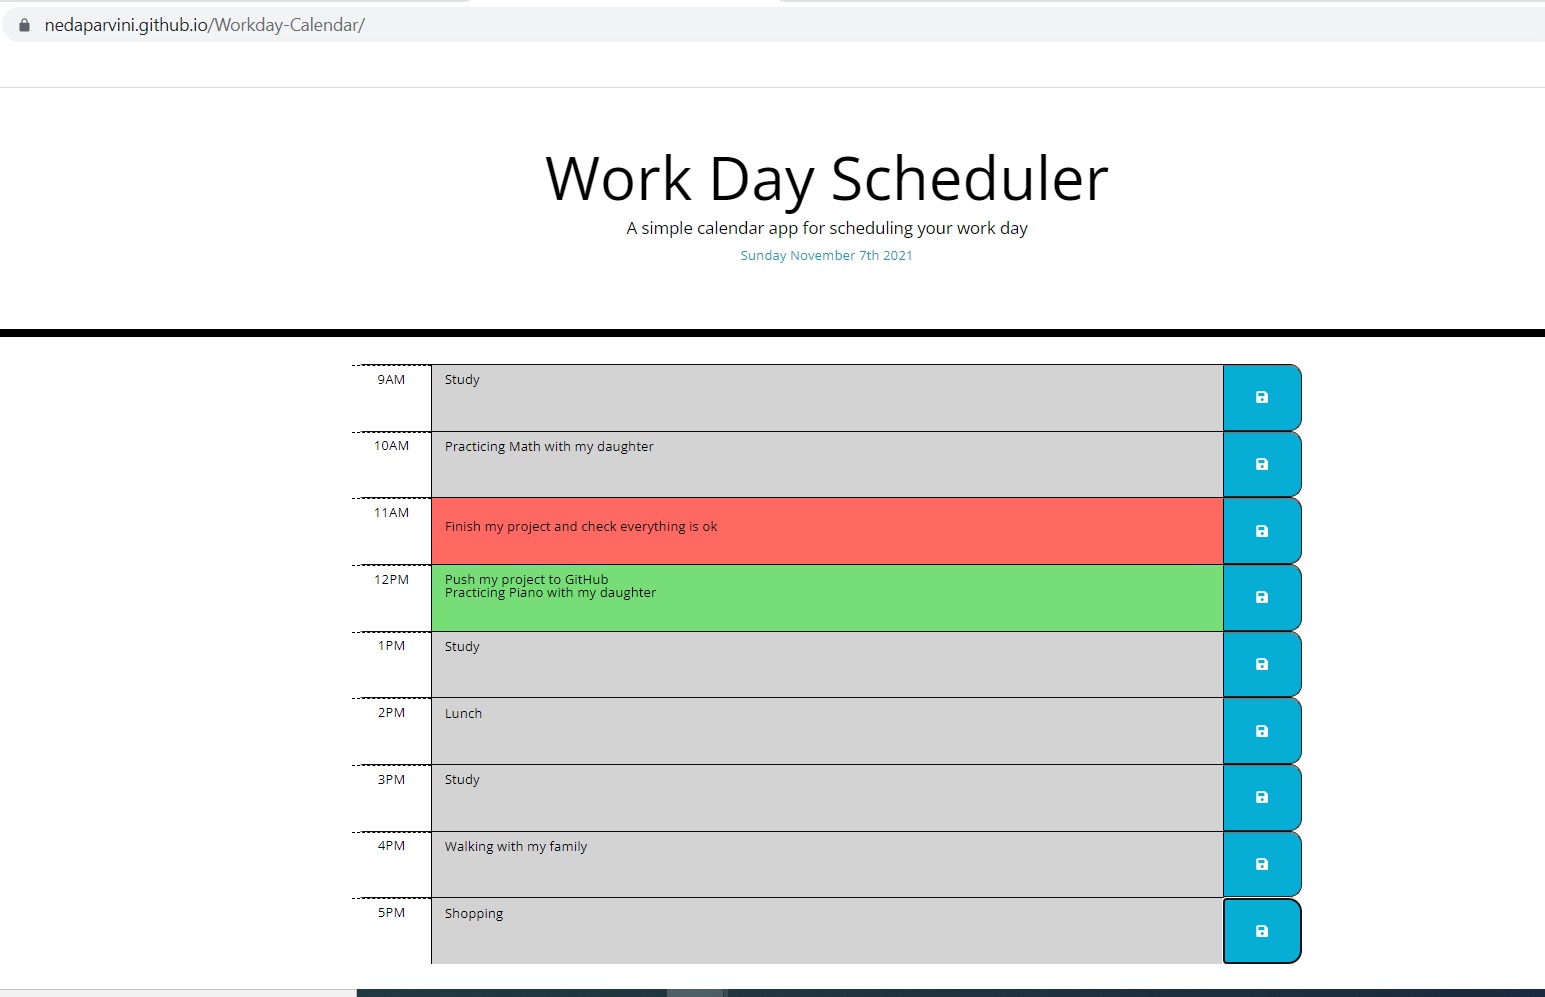 nedaparvini.github.io/Workday-Calendar/
Work Day Scheduler
A simple calendar app for scheduling your work day
Sunday November 7th 2021
9AM Study
10AM Practicing Math with my daughter
11AM Finish my project and check everything is ok
12PM Push my project to GitHub
Practicing Piano with my daughter
1PM Study
2PM Lunch
3PM Study
4PM Walking with my family
5PM Shopping